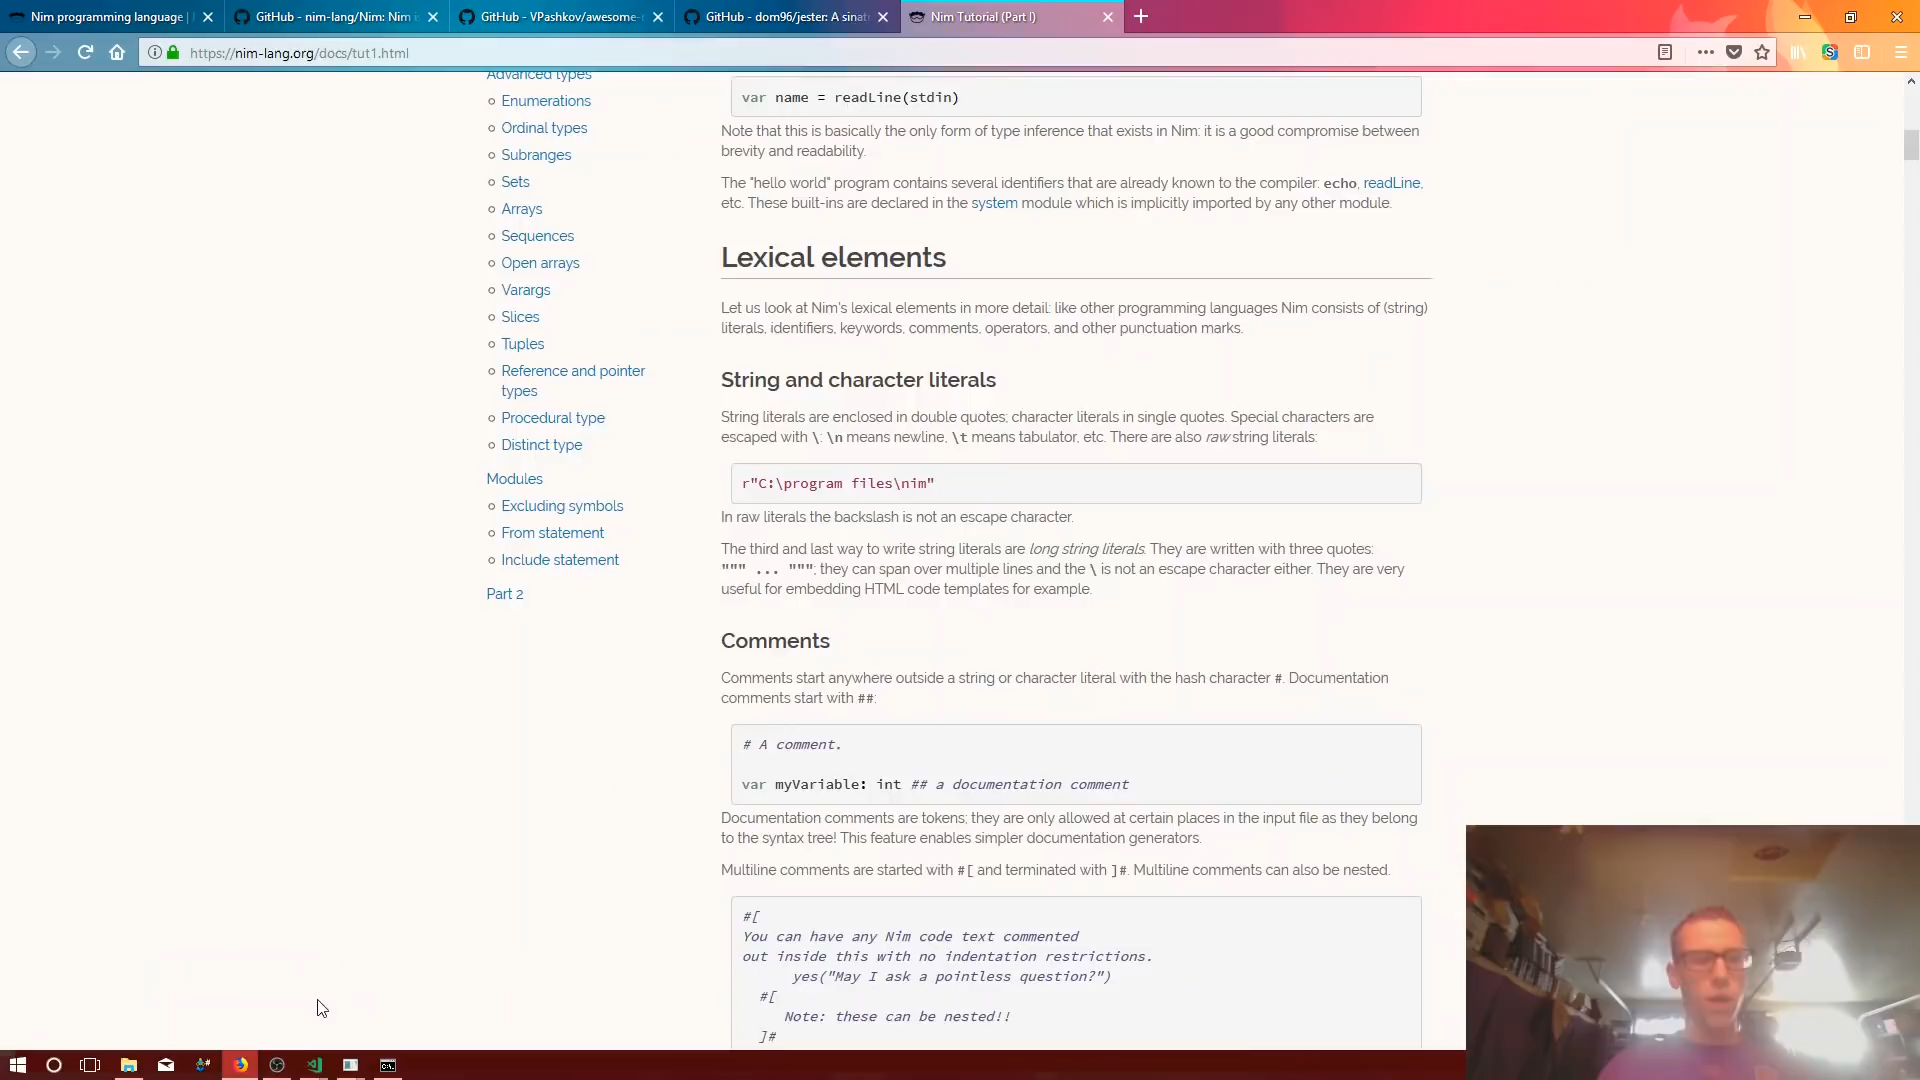 Nim programming language |
GitHub - nim-lang/Nim: Nim is
GitHub - VPashkov/awesome-
GitHub - dom96/jester: A sinat
Nim Tutorial (Part I)
https://nim-lang.org/docs/tut1.html
Advanced types
Enumerations
Ordinal types
Subranges
Sets
Arrays
Sequences
Open arrays
Varargs
Slices
Tuples
Reference and pointer
types
Procedural type
Distinct type
Modules
Excluding symbols
From statement
Include statement
Part 2
var name = readLine(stdin)
Note that this is basically the only form of type inference that exists in Nim: it is a good compromise between
brevity and readability.
The "hello world" program contains several identifiers that are already known to the compiler: echo, readLine,
etc. These built-ins are declared in the system module which is implicitly imported by any other module.
Lexical elements
Let us look at Nim's lexical elements in more detail: like other programming languages Nim consists of (string)
literals, identifiers, keywords, comments, operators, and other punctuation marks.
String and character literals
String literals are enclosed in double quotes; character literals in single quotes. Special characters are
escaped with \: \n means newline, \t means tabulator, etc. There are also raw string literals:
r"C:\program files\nim"
In raw literals the backslash is not an escape character.
The third and last way to write string literals are long string literals. They are written with three quotes:
""" ... """; they can span over multiple lines and the \ is not an escape character either. They are very
useful for embedding HTML code templates for example.
Comments
Comments start anywhere outside a string or character literal with the hash character #. Documentation
comments start with ##:
# A comment.
var myVariable: int ## a documentation comment
Documentation comments are tokens; they are only allowed at certain places in the input file as they belong
to the syntax tree! This feature enables simpler documentation generators.
Multiline comments are started with #[ and terminated with ]#. Multiline comments can also be nested.
#[
You can have any Nim code text commented
out inside this with no indentation restrictions.
yes("May I ask a pointless question?")
#[
Note: these can be nested!!
]#